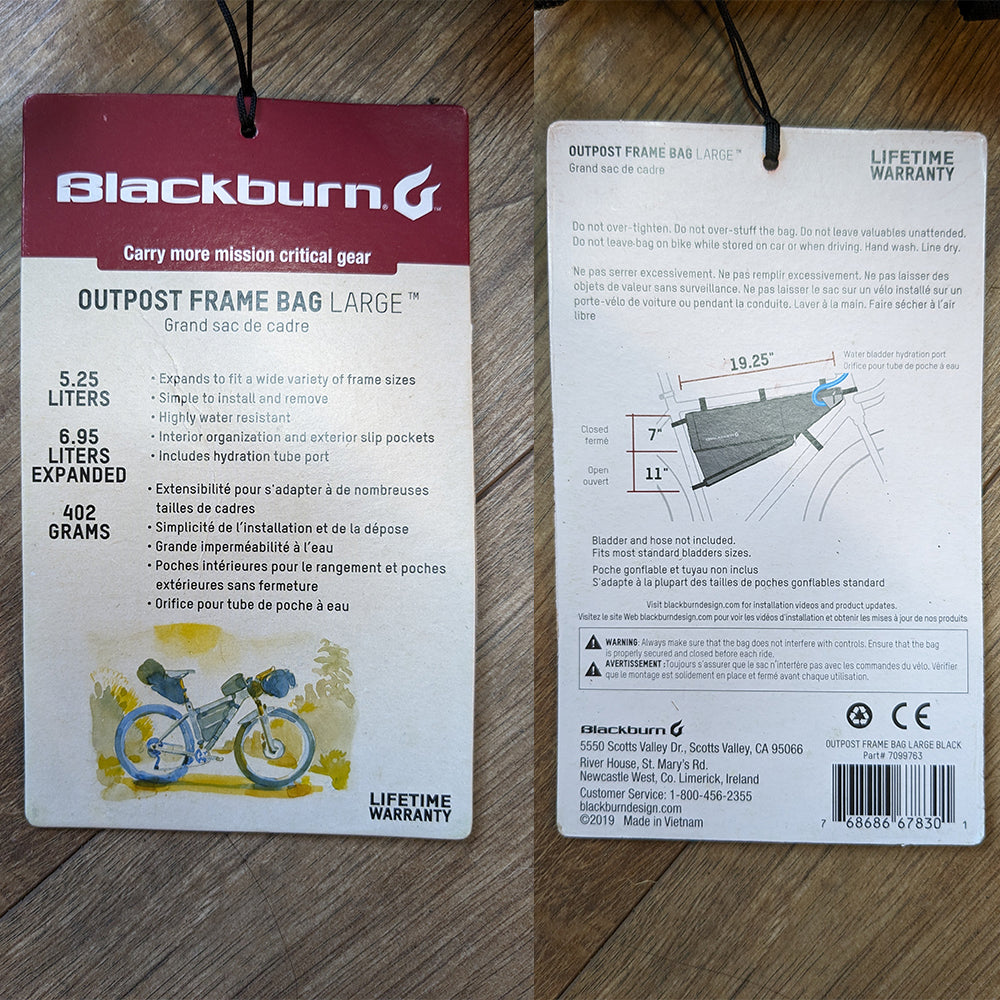 Blackburn®™
Carry more mission critical gear
OUTPOST FRAME BAG LARGE™
Grand sac de cadre
5.25
LITERS
6.95
LITERS
EXPANDED
402
GRAMS
• Expands to fit a wide variety of frame sizes
• Simple to install and remove
• Highly water resistant
• Interior organization and exterior slip pockets
• Includes hydration tube port
• Extensibilité pour s'adapter à de nombreuses
tailles de cadres
• Simplicité de l'installation et de la dépose
• Grande imperméabilité à l'eau
• Poches intérieures pour le rangement et poches
extérieures sans fermeture
• Orifice pour tube de poche à eau
LIFETIME
WARRANTY
OUTPOST FRAME BAG LARGE™
Grand sac de cadre
LIFETIME
WARRANTY
Do not over-tighten. Do not over-stuff the bag. Do not leave valuables unattended.
Do not leave bag on bike while stored on car or when driving. Hand wash. Line dry.
Ne pas serrer excessivement. Ne pas remplir excessivement. Ne pas laisser des
objets de valeur sans surveillance. Ne pas laisser le sac sur un vélo installé sur un
porte-vélo de voiture ou pendant la conduite. Laver à la main. Faire sécher à l'air
libre
19.25"
Water bladder hydration port
Orifice pour tube de poche à eau
Closed
fermé
7"
Open
ouvert
11"
Bladder and hose not included.
Fits most standard bladders sizes.
Poche gonflable et tuyau non inclus
S'adapte à la plupart des tailles de poches gonflables standard
Visit blackburndesign.com for installation videos and product updates.
Visitez le site Web blackburndesign.com pour voir les vidéos d'installation et obtenir les mises à jour de nos produits
WARNING: Always make sure that the bag does not interfere with controls. Ensure that the bag
is properly secured and closed before each ride.
AVERTISSEMENT: Toujours s'assurer que le sac n'interfère pas avec les commandes du vélo. Vérifier
que le montage est solidement en place et fermé avant chaque utilisation.
Blackburn
5550 Scotts Valley Dr., Scotts Valley, CA 95066
River House, St. Mary's Rd.
Newcastle West, Co. Limerick, Ireland
Customer Service: 1-800-456-2355
blackburndesign.com
©2019 Made in Vietnam
CE
OUTPOST FRAME BAG LARGE BLACK
Part# 7099763
7 68686 67830 1